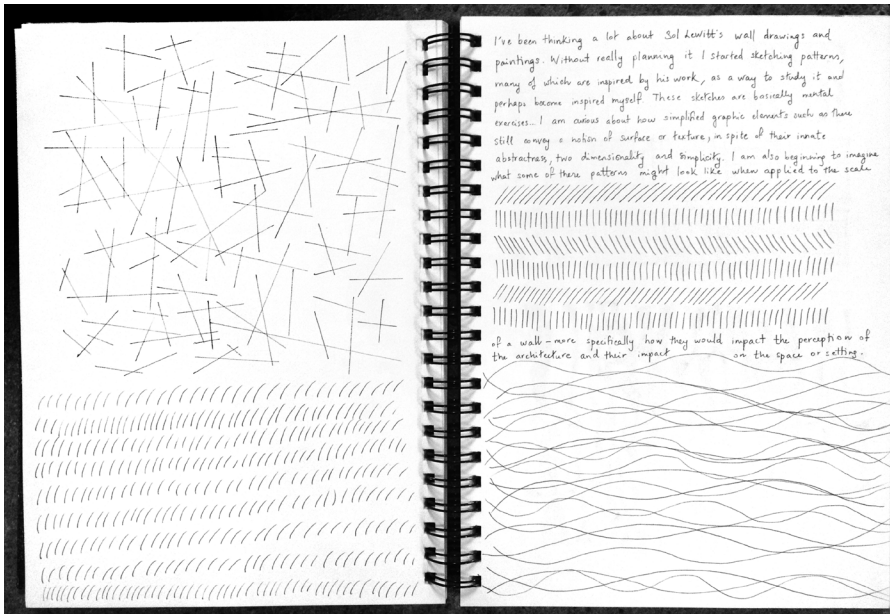 I've been thinking a lot about Sol Lewitt's wall drawings and
paintings. Without really planning it I started sketching patterns,
many of which are inspired by his work, as a way to study it and
perhaps become inspired myself. These sketches are basically mental
exercises... I am curious about how simplified graphic elements such as these
still convey a notion of surface or texture, in spite of their innate
abstractness, two dimensionality and simplicity. I am also beginning to imagine
what some of these patterns might look like when applied to the scale
of a wall - more specifically how they would impact the perception of
the architecture and their impact on the space or setting.